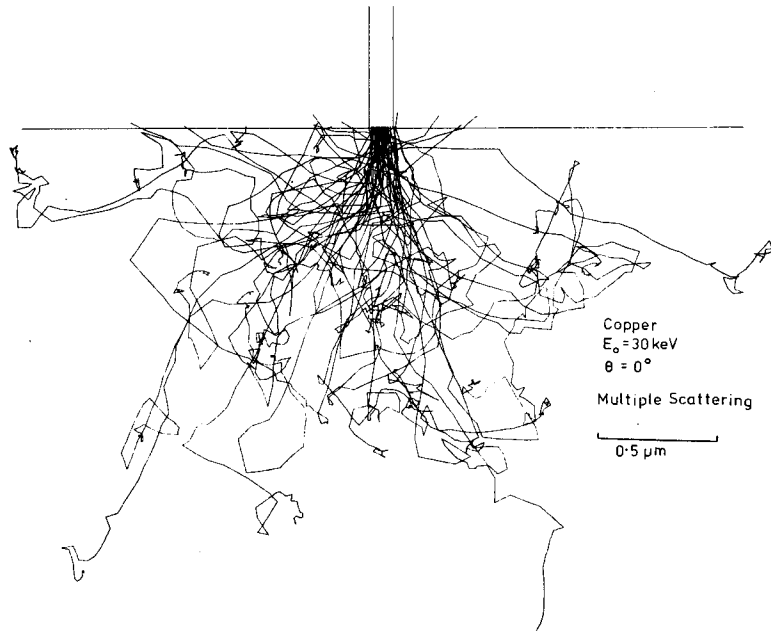 Copper
E₀ = 30 keV
θ = 0°
Multiple Scattering
0·5 μm